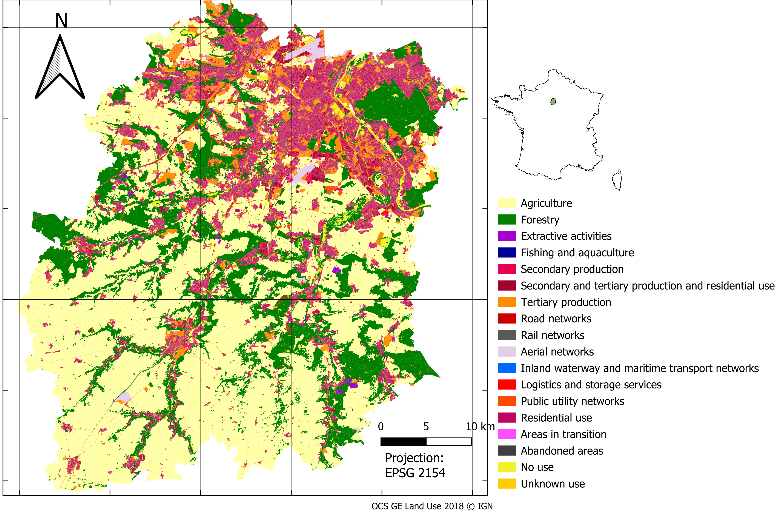 N
Agriculture
Forestry
Extractive activities
Fishing and aquaculture
Secondary production
Secondary and tertiary production and residential use
Tertiary production
Road networks
Rail networks
Aerial networks
Inland waterway and maritime transport networks
Logistics and storage services
Public utility networks
Residential use
Areas in transition
Abandoned areas
No use
Unknown use
0 5 10 km
Projection:
EPSG 2154
OCS GE Land Use 2018 © IGN